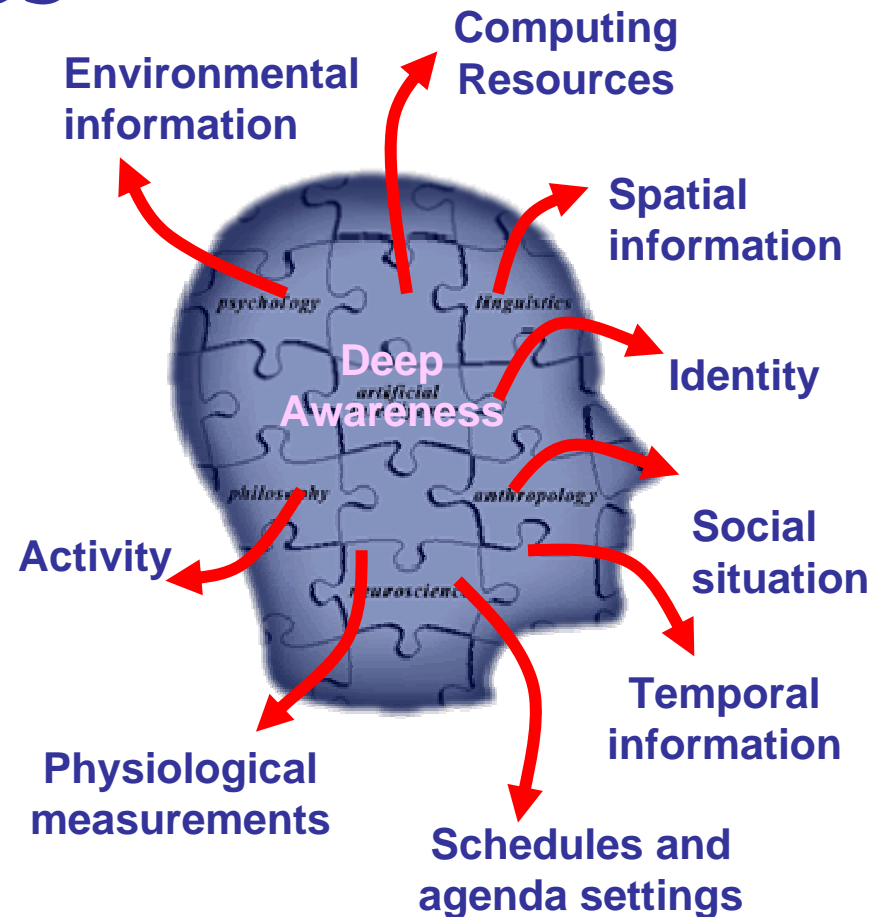 Computing
Resources
Environmental
information
Spatial
information
psychology
linguistics
Deep
artificial
Awareness
Identity
philosophy
anthropology
Social
situation
Activity
neuroscience
Temporal
information
Physiological
measurements
Schedules and
agenda settings